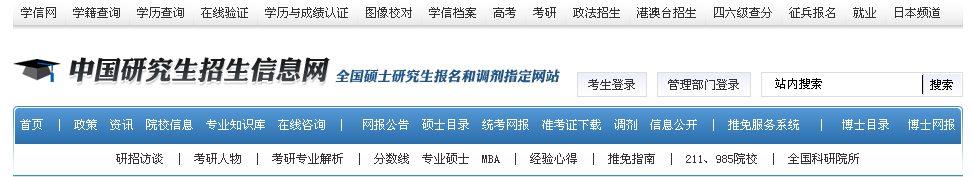 学信网 学籍查询 学历查询 在线验证 学历与成绩认证 图像校对 学信档案 高考 考研 政法招生 港澳台招生 四六级查分 征兵报名 就业 日本频道
中国研究生招生信息网 全国硕士研究生报名和调剂指定网站 考生登录 管理部门登录 站内搜索 搜索
首页 | 政策 资讯 院校信息 专业知识库 在线咨询 | 网报公告 硕士目录 统考网报 准考证下载 调剂 信息公开 | 推免服务系统 | 博士目录 博士网报
研招访谈 | 考研人物 | 考研专业解析 | 分数线 专业硕士 MBA | 经验心得 | 推免指南 | 211、985院校 | 全国科研院所